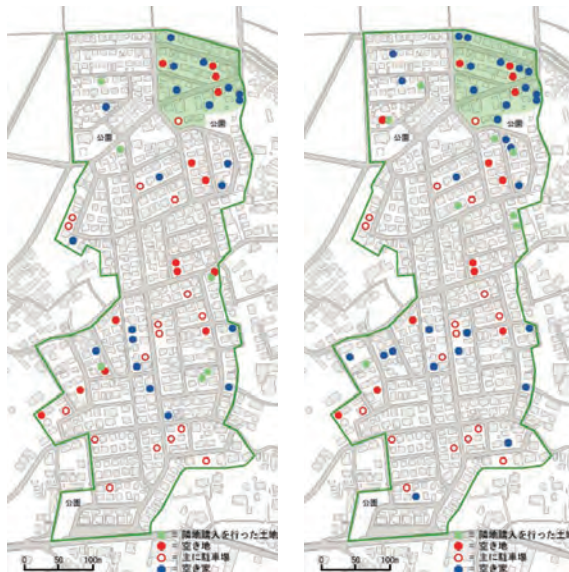 公園
公園
公園
= 隣地購入を行った土地
= 空き地
= 主に駐車場
= 空き家
0 50 100m
公園
公園
公園
= 隣地購入を行った土地
= 空き地
= 主に駐車場
= 空き家
0 50 100m